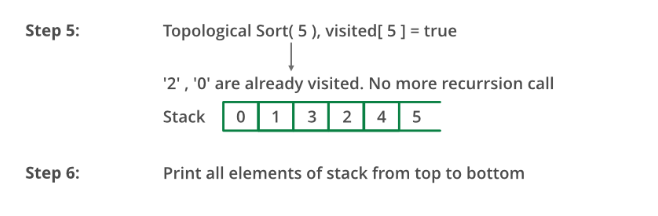 Step 5: Topological Sort( 5 ), visited[ 5 ] = true
'2' , '0' are already visited. No more recurrsion call
Stack 0 1 3 2 4 5
Step 6: Print all elements of stack from top to bottom